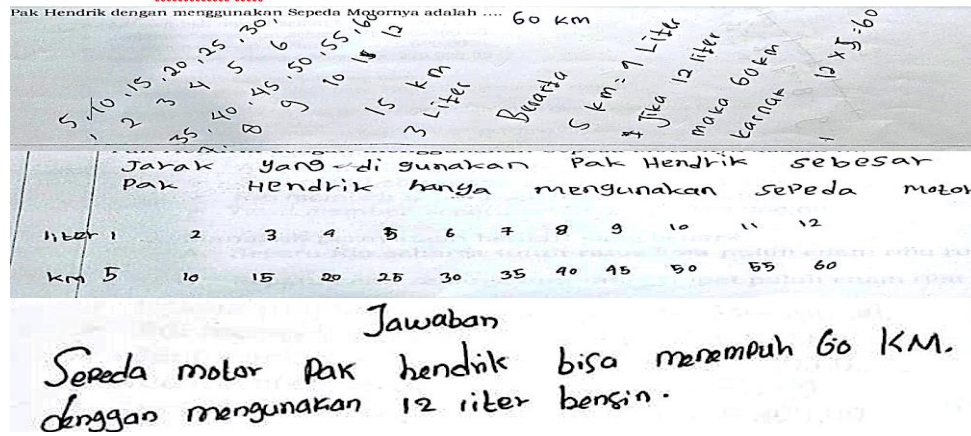 Pak Hendrik dengan menggunakan Sepeda Motornya adalah .... 60 km
5, 10, 15, 20, 25, 30,
1 2 3 4 5 6
35, 40, 45, 50, 55, 60
8 9 10 11 12
15 km
3 Liter
Berarti
5 km = 1 Liter
* Jika 12 liter
maka 60 km
karnak 12 x 5 = 60
Jarak yang di gunakan Pak Hendrik sebesar
Pak Hendrik hanya mengunakan sepeda motor
liter 1 2 3 4 5 6 7 8 9 10 11 12
km 5 10 15 20 25 30 35 40 45 50 55 60
Jawaban
Sepeda motor Pak hendrik bisa menempuh 60 KM.
denggan mengunakan 12 liter bensin.